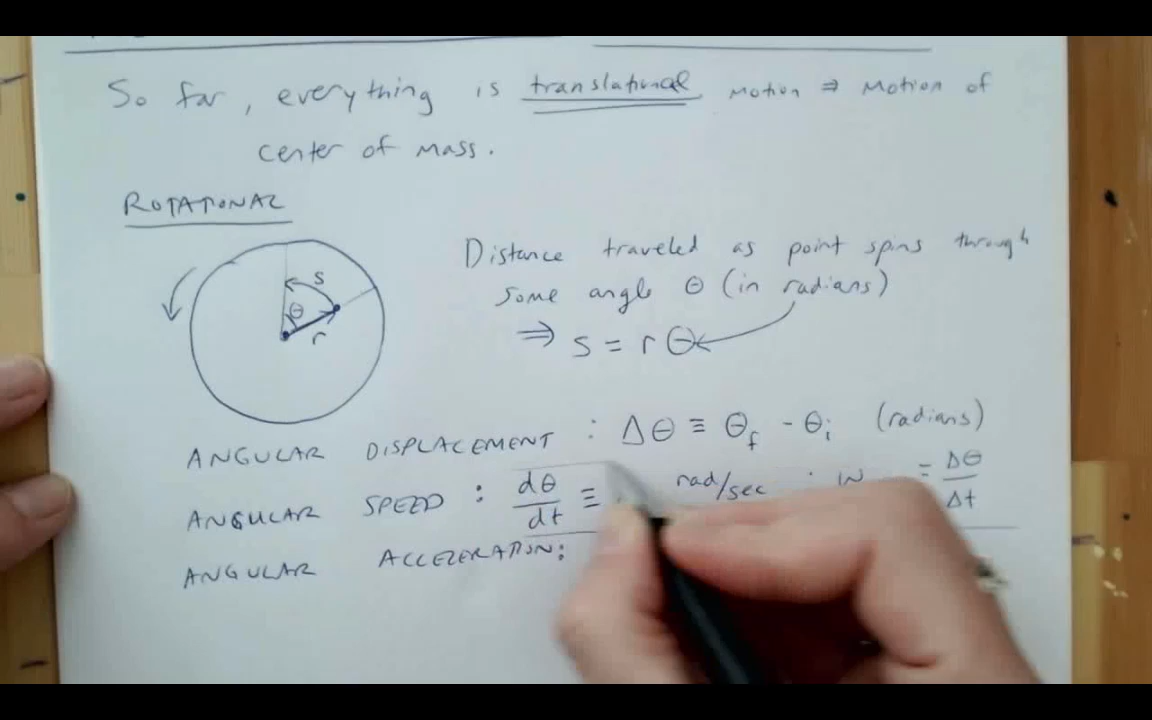 So far, everything is translational motion ⇒ motion of
center of mass.
ROTATIONAL
S
θ
r
Distance traveled as point spins through
some angle θ (in radians)
⇒ s = r θ
ANGULAR DISPLACEMENT : Δθ ≡ θf - θi (radians)
ANGULAR SPEED : dθ/dt ≡ rad/sec : ω = Δθ/Δt
ANGULAR ACCELERATION: